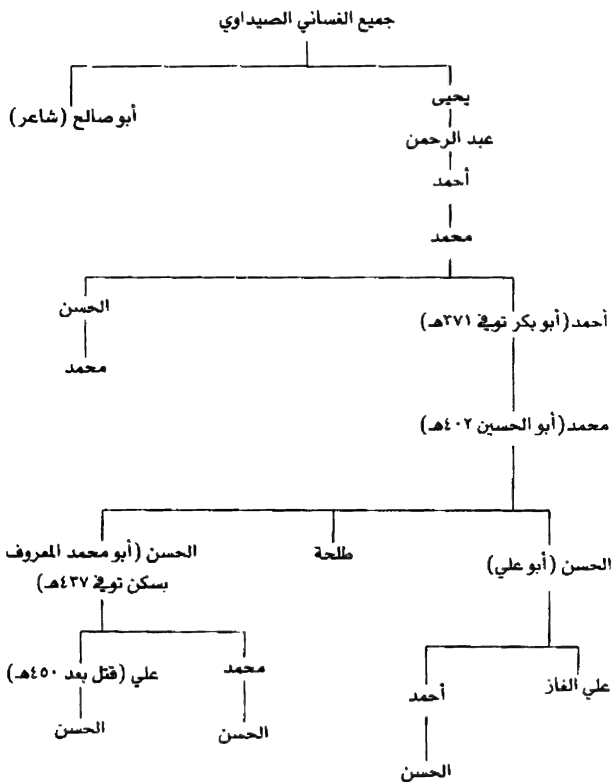 جميع الغساني الصيداوي
يحيى
أبو صالح (شاعر)
عبد الرحمن
أحمد
محمد
الحسن
أحمد (أبو بكر توفي ٣٧١هـ)
محمد
محمد (أبو الحسين ٤٠٢هـ)
الحسن (أبو علي)
طلحة
الحسن (أبو محمد المعروف
بسكن توفي ٤٣٧هـ)
علي الفاز
أحمد
محمد
علي (قتل بعد ٤٥٠هـ)
الحسن
الحسن
الحسن